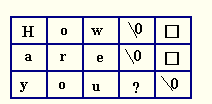 H o w \0 □
a r e \0 □
y o u ? \0